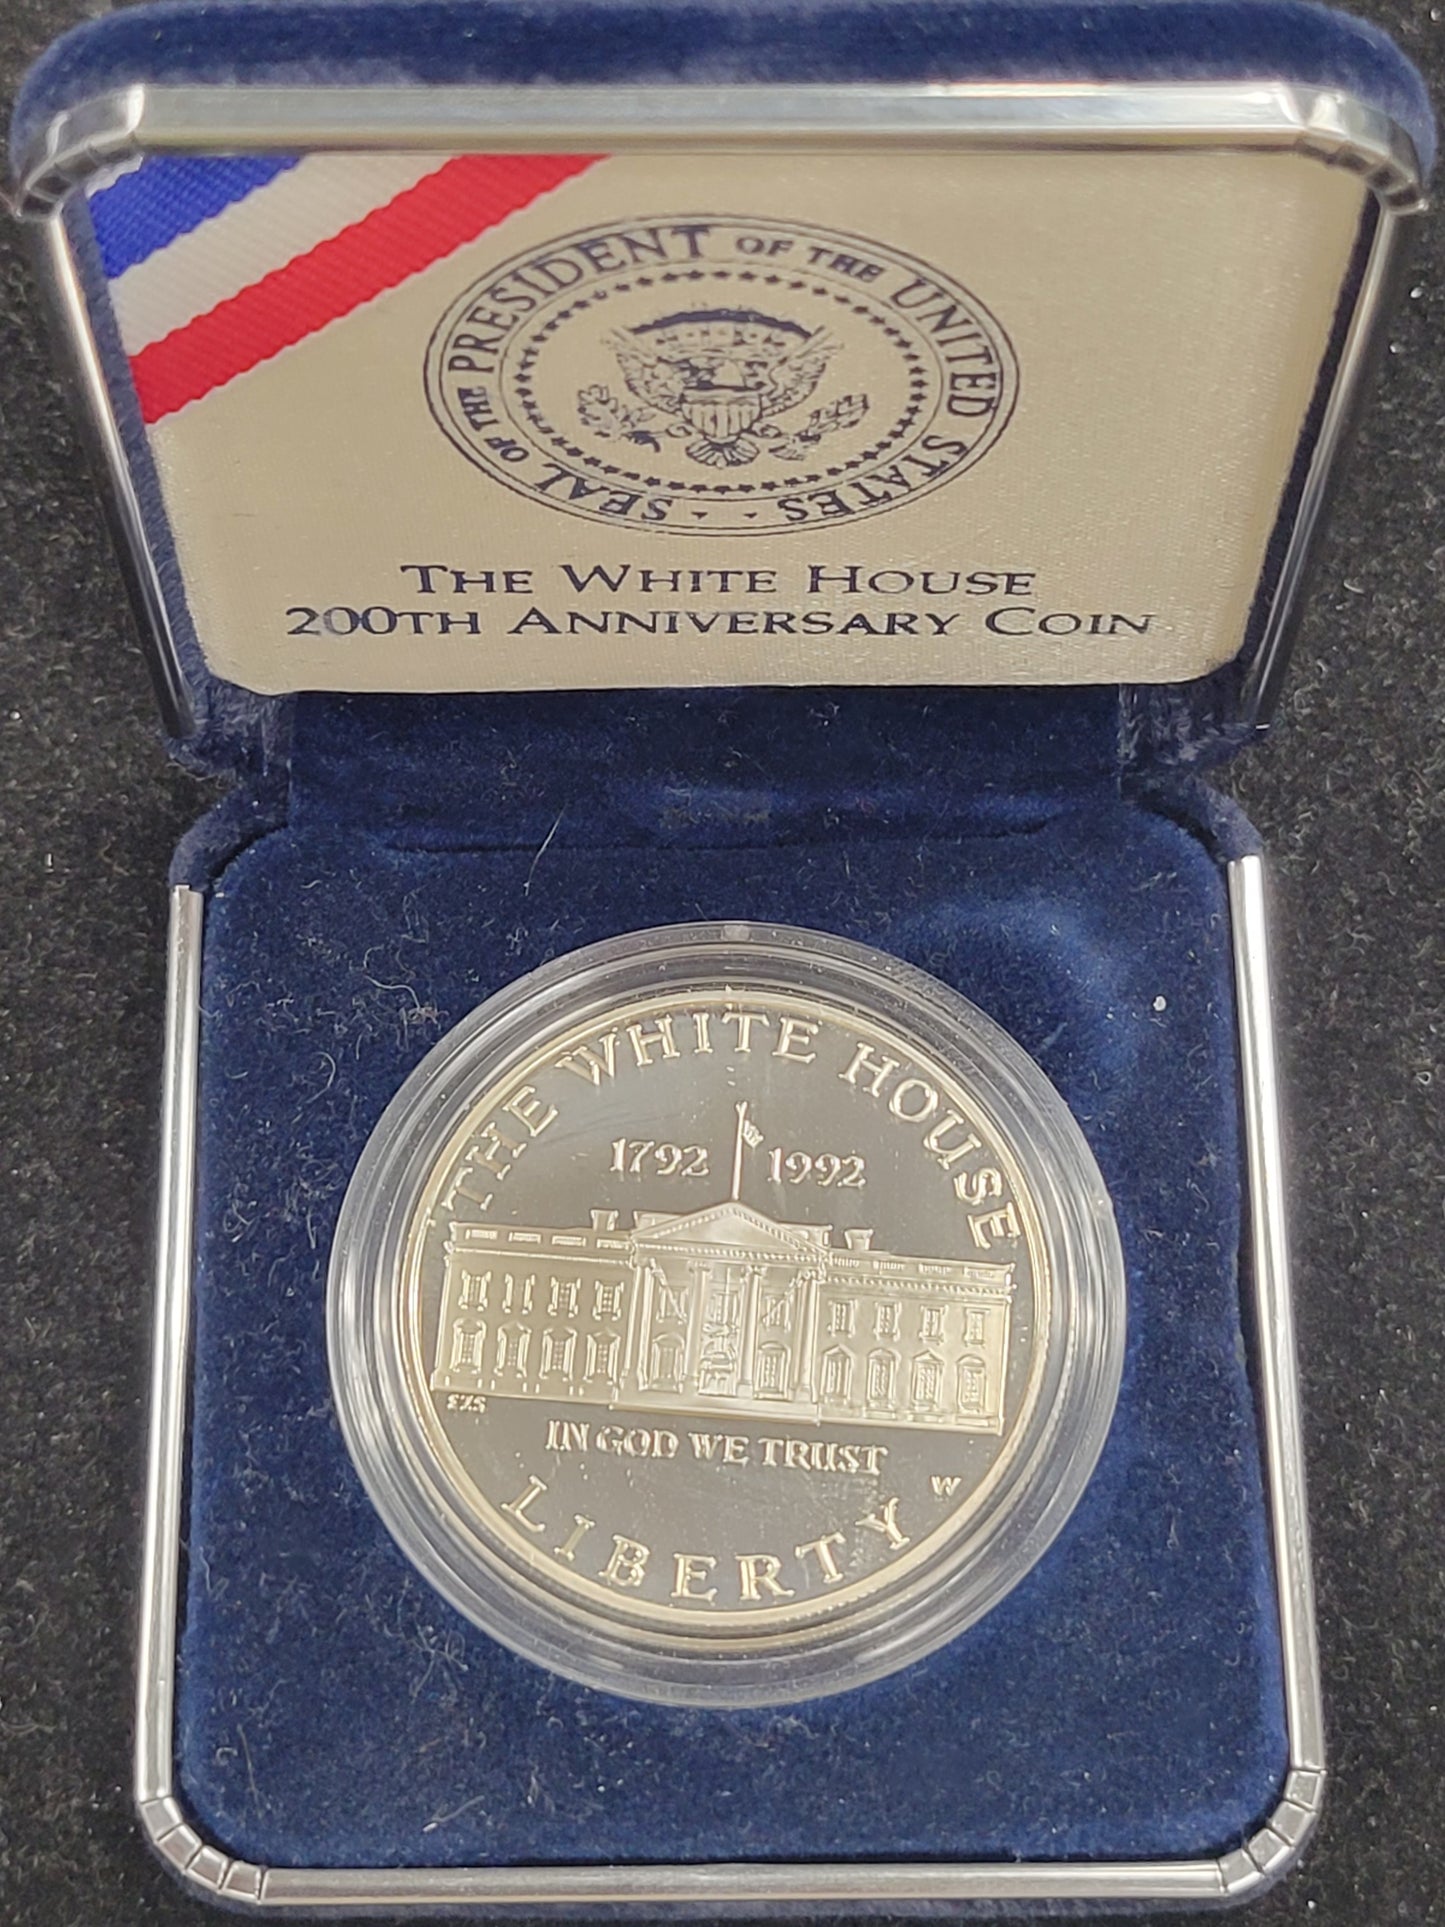 SEAL OF THE PRESIDENT OF THE UNITED STATES
THE WHITE HOUSE
200TH ANNIVERSARY COIN
THE WHITE HOUSE
1792 1992
IN GOD WE TRUST
W
LIBERTY